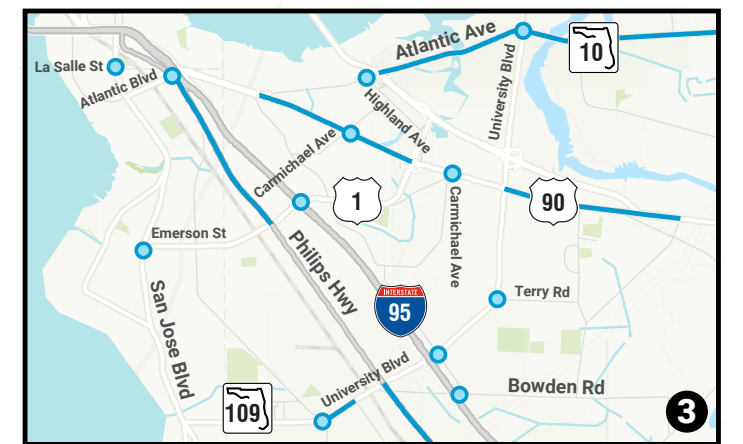 Atlantic Ave
10
La Salle St
Atlantic Blvd
University Blvd
Highland Ave
Carmichael Ave
1
90
Carmichael Ave
Emerson St
Philips Hwy
INTERSTATE
95
Terry Rd
San Jose Blvd
University Blvd
Bowden Rd
109
3